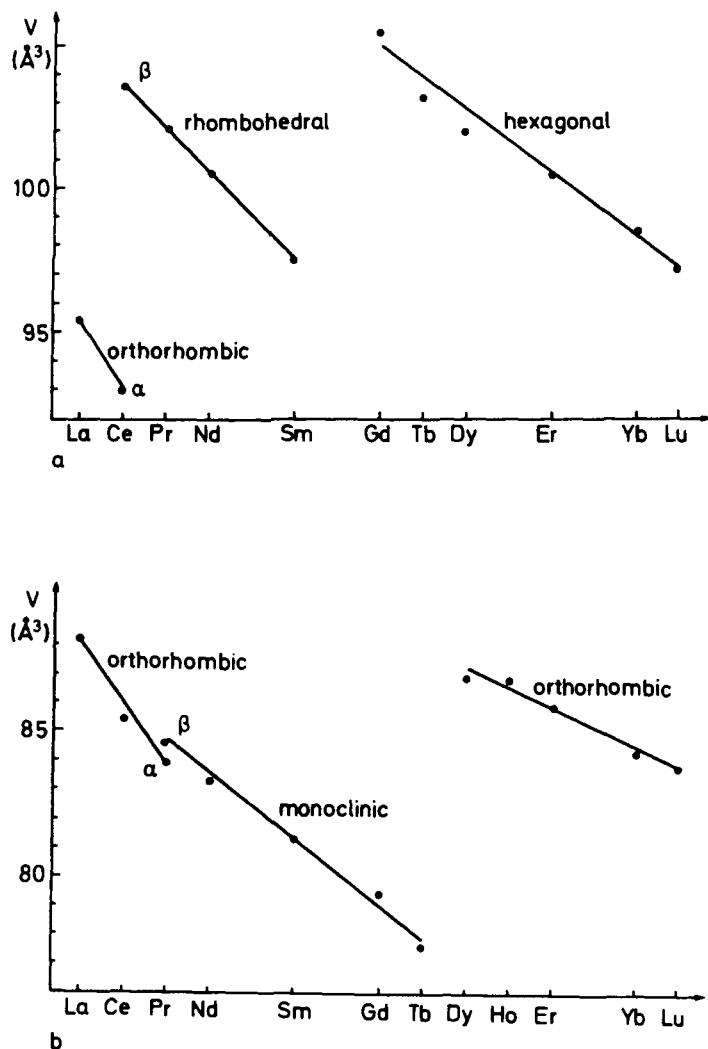 V
(Å³)
β
rhombohedral
hexagonal
100
95
orthorhombic
α
La Ce Pr Nd Sm Gd Tb Dy Er Yb Lu
a
V
(Å³)
orthorhombic
orthorhombic
85
β
α
monoclinic
80
La Ce Pr Nd Sm Gd Tb Dy Ho Er Yb Lu
b